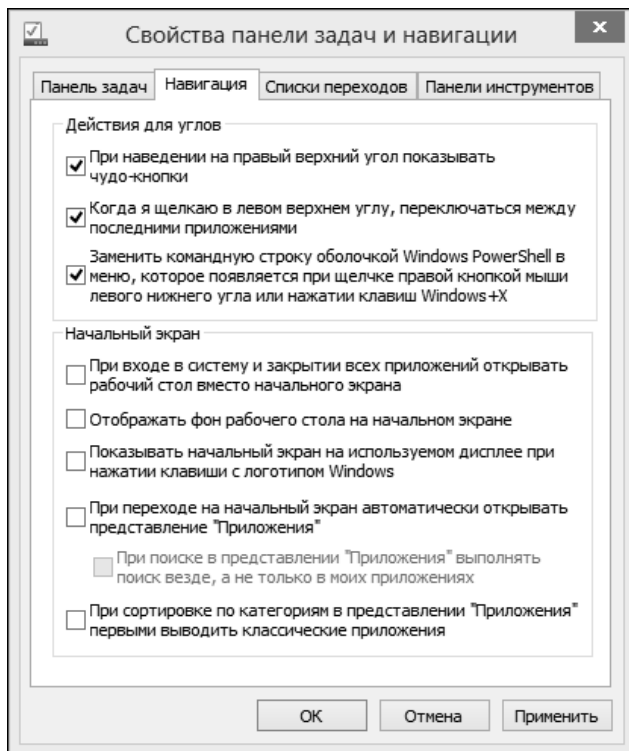 Свойства панели задач и навигации
Панель задач Навигация Списки переходов Панели инструментов
Действия для углов
При наведении на правый верхний угол показывать
чудо-кнопки
Когда я щелкаю в левом верхнем углу, переключаться между
последними приложениями
Заменить командную строку оболочкой Windows PowerShell в
меню, которое появляется при щелчке правой кнопкой мыши
левого нижнего угла или нажатии клавиш Windows+X
Начальный экран
При входе в систему и закрытии всех приложений открывать
рабочий стол вместо начального экрана
Отображать фон рабочего стола на начальном экране
Показывать начальный экран на используемом дисплее при
нажатии клавиши с логотипом Windows
При переходе на начальный экран автоматически открывать
представление "Приложения"
При поиске в представлении "Приложения" выполнять
поиск везде, а не только в моих приложениях
При сортировке по категориям в представлении "Приложения"
первыми выводить классические приложения
ОК Отмена Применить